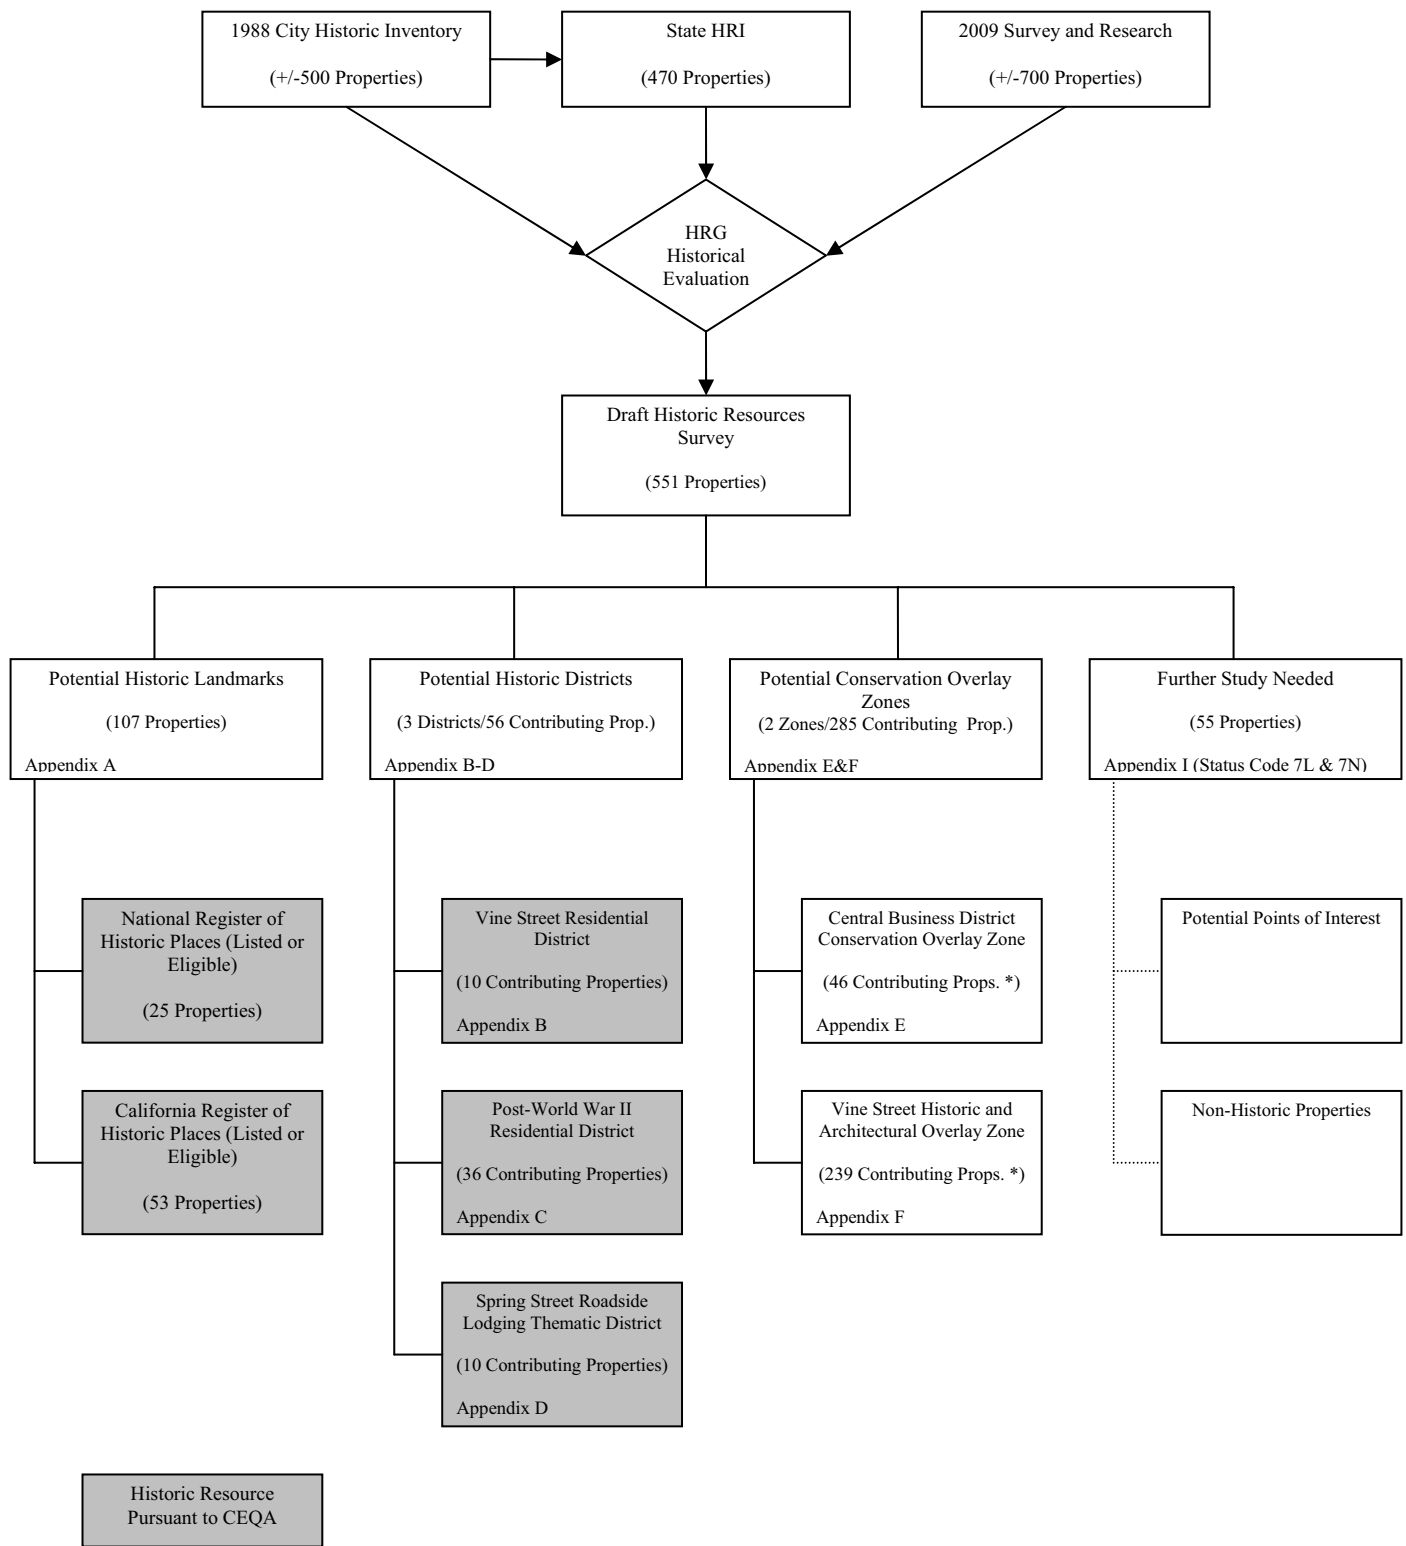 1988 City Historic Inventory
(+/-500 Properties)
State HRI
(470 Properties)
2009 Survey and Research
(+/-700 Properties)
HRG
Historical
Evaluation
Draft Historic Resources
Survey
(551 Properties)
Potential Historic Landmarks
(107 Properties)
Appendix A
Potential Historic Districts
(3 Districts/56 Contributing Prop.)
Appendix B-D
Potential Conservation Overlay
Zones
(2 Zones/285 Contributing Prop.)
Appendix E&F
Further Study Needed
(55 Properties)
Appendix I (Status Code 7L & 7N)
National Register of
Historic Places (Listed or
Eligible)
(25 Properties)
Vine Street Residential
District
(10 Contributing Properties)
Appendix B
Central Business District
Conservation Overlay Zone
(46 Contributing Props. *)
Appendix E
Potential Points of Interest
California Register of
Historic Places (Listed or
Eligible)
(53 Properties)
Post-World War II
Residential District
(36 Contributing Properties)
Appendix C
Vine Street Historic and
Architectural Overlay Zone
(239 Contributing Props. *)
Appendix F
Non-Historic Properties
Spring Street Roadside
Lodging Thematic District
(10 Contributing Properties)
Appendix D
Historic Resource
Pursuant to CEQA